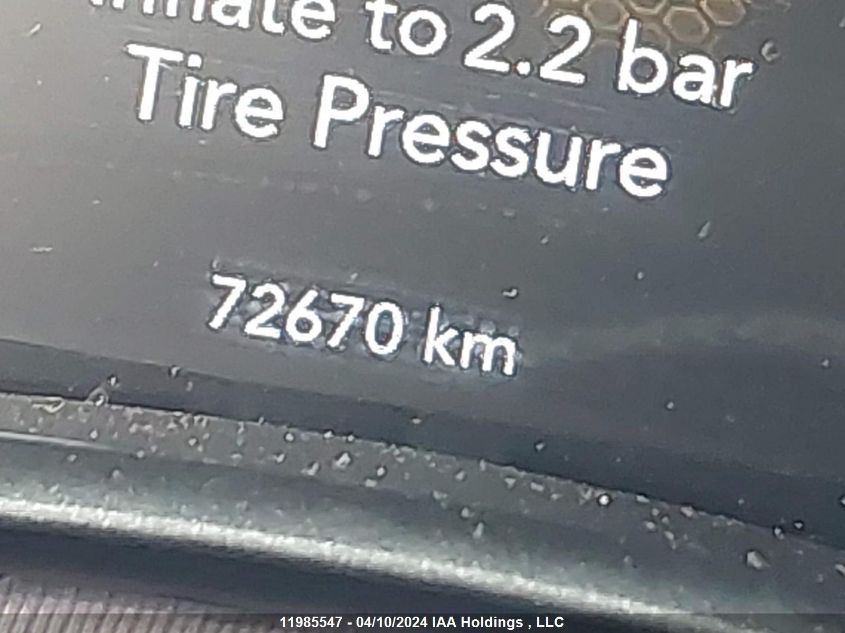 to 2.2 bar
Tire Pressure
72670 km
11985547 - 04/10/2024 IAA Holdings , LLC